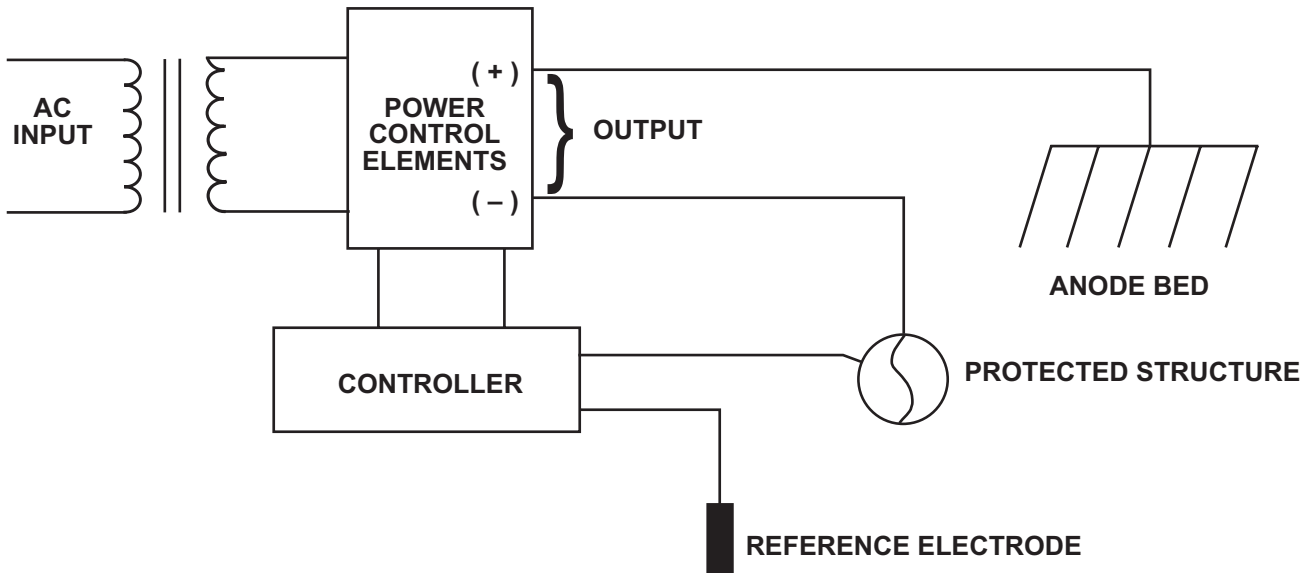 AC
INPUT
( + )
POWER
CONTROL
ELEMENTS
( – )
OUTPUT
ANODE BED
CONTROLLER
PROTECTED STRUCTURE
REFERENCE ELECTRODE